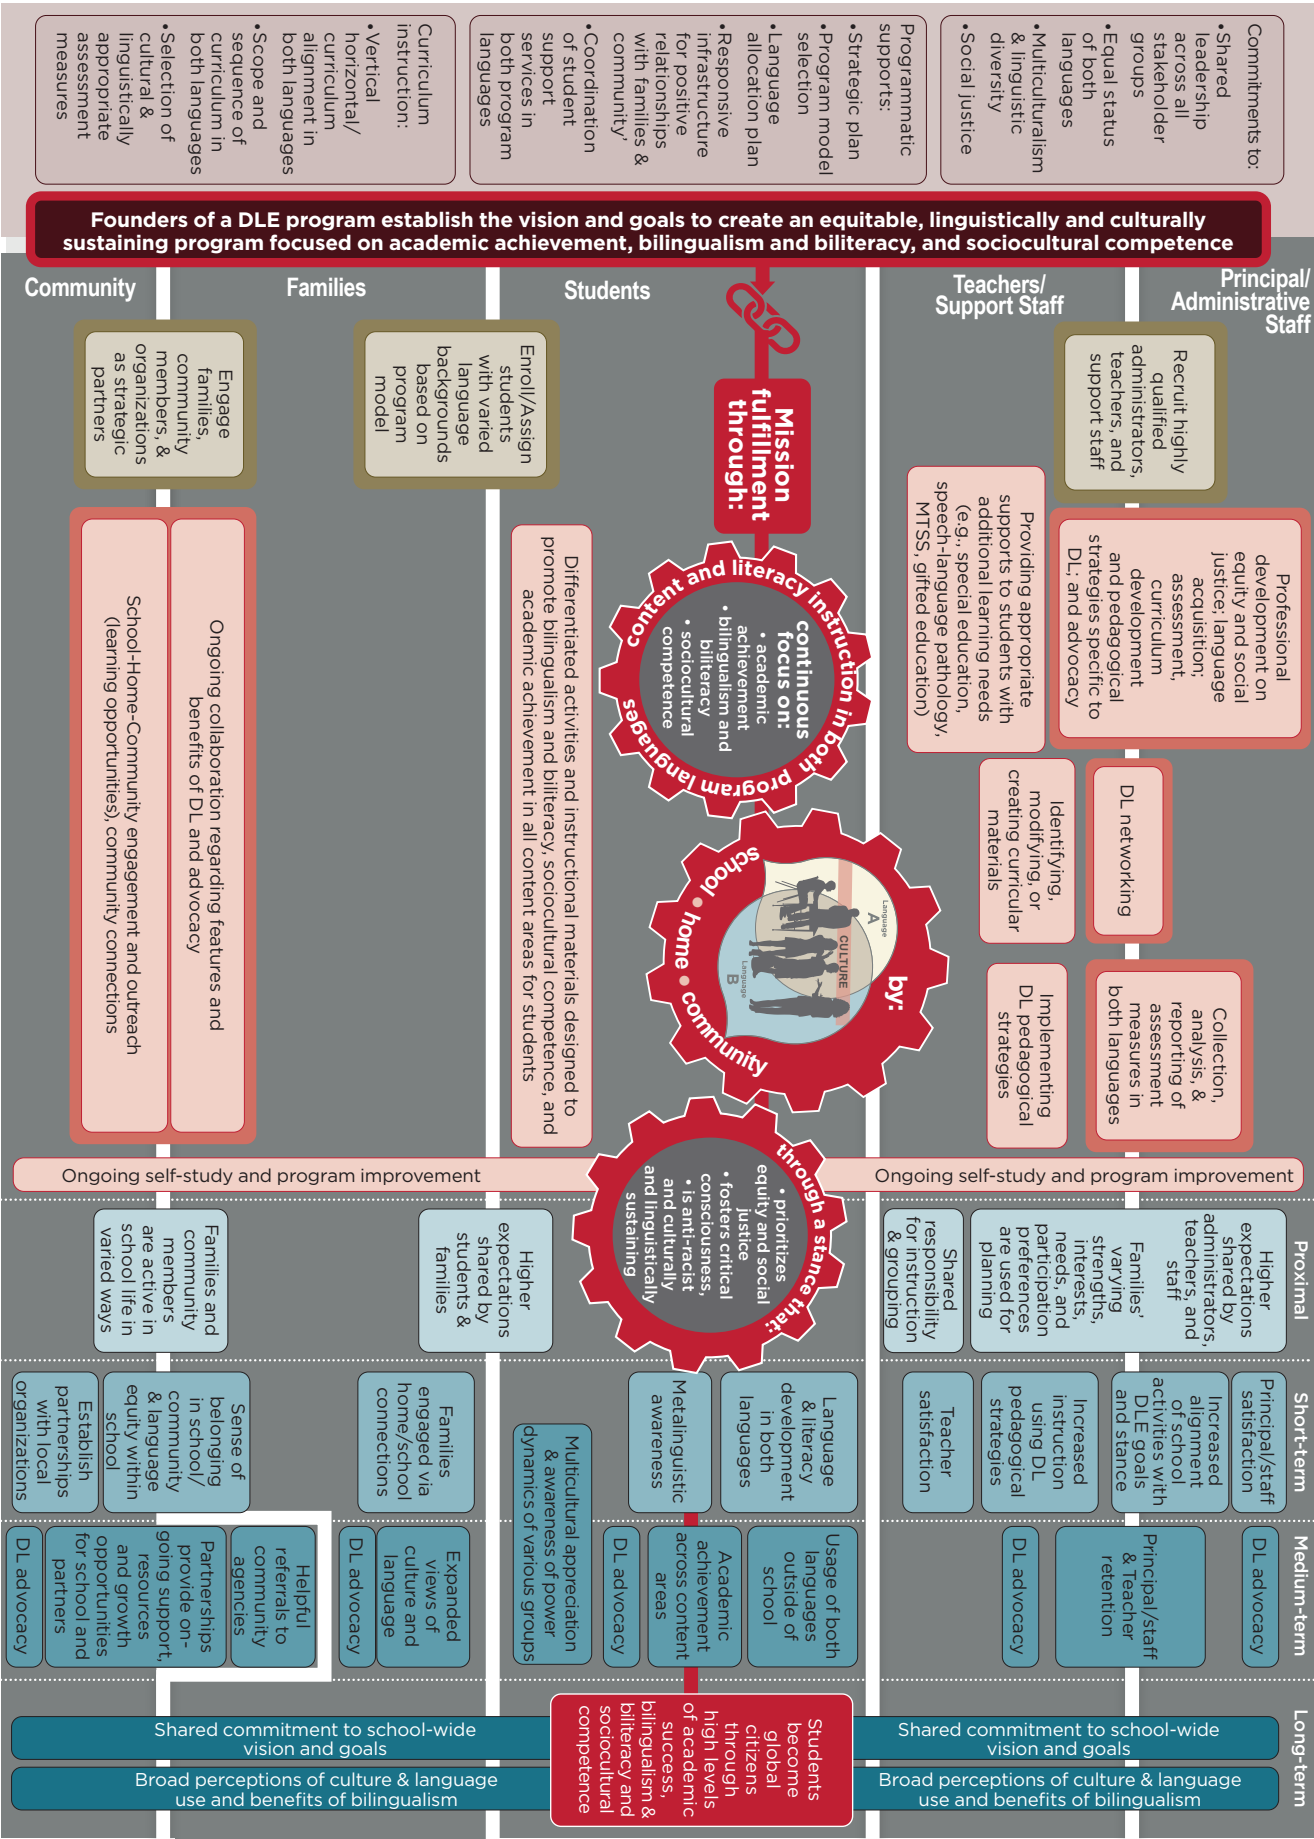 Commitments to:
•Shared
leadership
across all
stakeholder
groups
•Equal status
of both
languages
•Multiculturalism
& linguistic
diversity
•Social justice
Programmatic
supports:
•Strategic plan
•Program model
selection
•Language
allocation plan
•Responsive
infrastructure
for positive
relationships
with families &
community’
•Coordination
of student
support
services in
both program
languages
Curriculum
instruction:
•Vertical
horizontal/
curriculum
alignment in
both languages
•Scope and
sequence of
curriculum in
both languages
•Selection of
cultural &
linguistically
appropriate
assessment
measures
Founders of a DLE program establish the vision and goals to create an equitable, linguistically and culturally
sustaining program focused on academic achievement, bilingualism and biliteracy, and sociocultural competence
Principal/
Administrative
Staff
Teachers/
Support Staff
Students
Families
Community
Recruit highly
qualified
administrators,
teachers, and
support staff
Enroll/Assign
students
with varied
language
backgrounds
based on
program
model
Engage
families,
community
members, &
organizations
as strategic
partners
Mission
fulfillment
through:
Professional
development on
equity and social
justice; language
acquisition;
assessment,
curriculum
development
and pedagogical
strategies specific to
DL; and advocacy
Providing appropriate
supports to students with
additional learning needs
(e.g., special education,
speech-language pathology,
MTSS, gifted education)
DL networking
Identifying,
modifying, or
creating curricular
materials
Collection,
analysis, &
reporting of
assessment
measures in
both languages
Implementing
DL pedagogical
strategies
content and literacy instruction in both program languages
continuous
focus on:
• academic
achievement
• bilingualism and
biliteracy
• sociocultural
competence
by:
school • home • community
Language
A
CULTURE
Language
B
through a stance that:
• prioritizes
equity and social
justice
• fosters critical
consciousness,
• is anti-racist
and culturally
and linguistically
sustaining
Differentiated activities and instructional materials designed to
promote bilingualism and biliteracy, sociocultural competence, and
academic achievement in all content areas for students
Ongoing collaboration regarding features and
benefits of DL and advocacy
School-Home-Community engagement and outreach
(learning opportunities), community connections
Ongoing self-study and program improvement
Ongoing self-study and program improvement
Proximal
Higher
expectations
shared by
administrators,
teachers, and
staff
Families’
varying
strengths,
interests,
needs, and
participation
preferences
are used for
planning
Shared
responsibility
for instruction
& grouping
Higher
expectations
shared by
students &
families
Families and
community
members
are active in
school life in
varied ways
Short-term
Principal/staff
satisfaction
Increased
alignment
of school
activities with
DLE goals
and stance
Increased
instruction
using DL
pedagogical
strategies
Teacher
satisfaction
Language
& literacy
development
in both
languages
Metalinguistic
awareness
Multicultural appreciation
& awareness of power
dynamics of various groups
Families
engaged via
home/school
connections
Sense of
belonging
in school/
community
& language
equity within
school
Establish
partnerships
with local
organizations
Medium-term
DL advocacy
Principal/staff
& Teacher
retention
DL advocacy
Usage of both
languages
outside of
school
Academic
achievement
across content
areas
DL advocacy
Expanded
views of
culture and
language
DL advocacy
Helpful
referrals to
community
agencies
Partnerships
provide on-
going support,
resources
and growth
opportunities
for school and
partners
DL advocacy
Long-term
Shared commitment to school-wide
vision and goals
Broad perceptions of culture & language
use and benefits of bilingualism
Students
become
global
citizens
through
high levels
of academic
success,
bilingualism &
biliteracy and
sociocultural
competence
Shared commitment to school-wide
vision and goals
Broad perceptions of culture & language
use and benefits of bilingualism